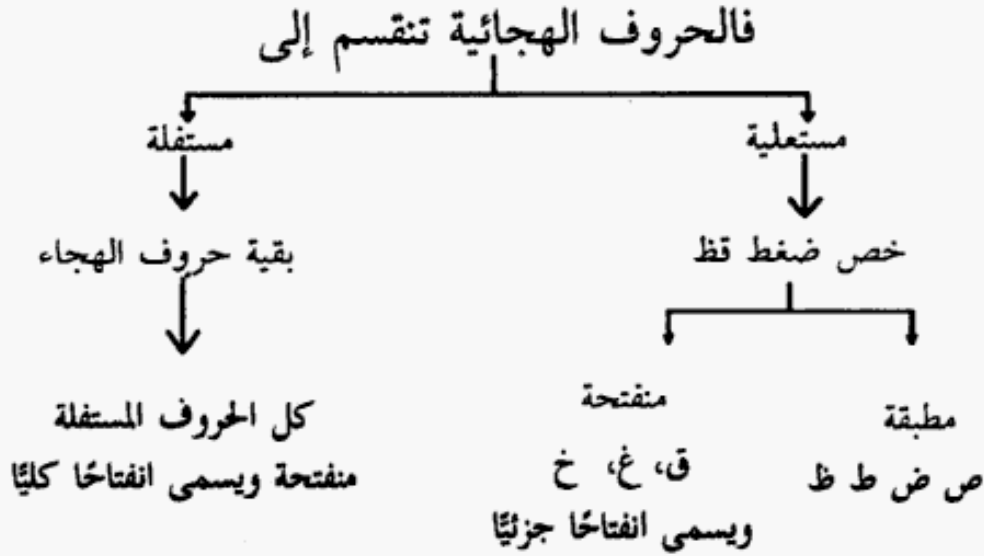 فالحروف الهجائية تنقسم إلى
مستعلية
مستفلة
خص ضغط قظ
بقية حروف الهجاء
مطبقة
ص ض ط ظ
منفتحة
ق، غ، خ
ويسمى انفتاحًا جزئيًّا
كل الحروف المستفلة
منفتحة ويسمى انفتاحًا كليًّا